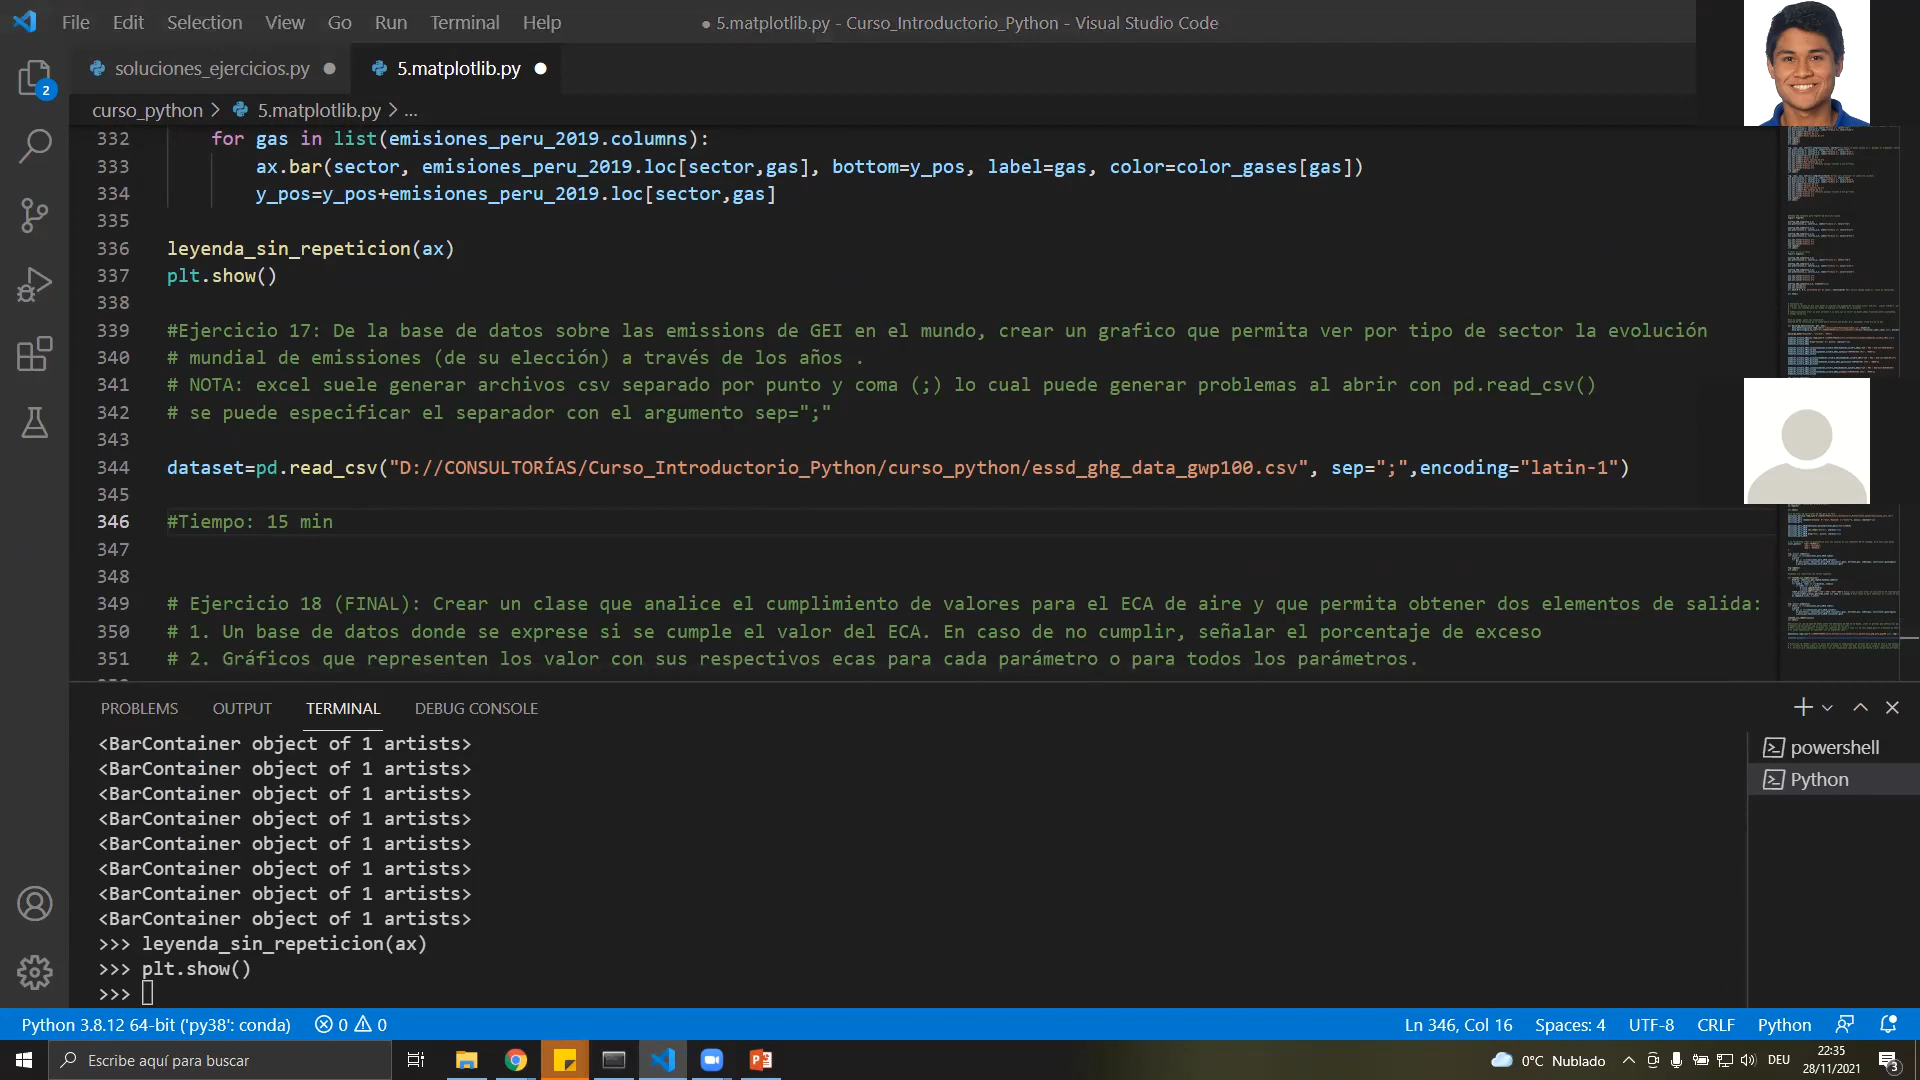 File Edit Selection View Go Run Terminal Help
● 5.matplotlib.py - Curso_Introductorio_Python - Visual Studio Code
soluciones_ejercicios.py
5.matplotlib.py
2
curso_python > 5.matplotlib.py > ...
332 for gas in list(emisiones_peru_2019.columns):
333 ax.bar(sector, emisiones_peru_2019.loc[sector,gas], bottom=y_pos, label=gas, color=color_gases[gas])
334 y_pos=y_pos+emisiones_peru_2019.loc[sector,gas]
335
336 leyenda_sin_repeticion(ax)
337 plt.show()
338
339 #Ejercicio 17: De la base de datos sobre las emissions de GEI en el mundo, crear un grafico que permita ver por tipo de sector la evolución
340 # mundial de emissiones (de su elección) a través de los años .
341 # NOTA: excel suele generar archivos csv separado por punto y coma (;) lo cual puede generar problemas al abrir con pd.read_csv()
342 # se puede especificar el separador con el argumento sep=";"
343
344 dataset=pd.read_csv("D://CONSULTORÍAS/Curso_Introductorio_Python/curso_python/essd_ghg_data_gwp100.csv", sep=";",encoding="latin-1")
345
346 #Tiempo: 15 min
347
348
349 # Ejercicio 18 (FINAL): Crear un clase que analice el cumplimiento de valores para el ECA de aire y que permita obtener dos elementos de salida:
350 # 1. Un base de datos donde se exprese si se cumple el valor del ECA. En caso de no cumplir, señalar el porcentaje de exceso
351 # 2. Gráficos que representen los valor con sus respectivos ecas para cada parámetro o para todos los parámetros.
PROBLEMS OUTPUT TERMINAL DEBUG CONSOLE
<BarContainer object of 1 artists>
<BarContainer object of 1 artists>
<BarContainer object of 1 artists>
<BarContainer object of 1 artists>
<BarContainer object of 1 artists>
<BarContainer object of 1 artists>
<BarContainer object of 1 artists>
<BarContainer object of 1 artists>
>>> leyenda_sin_repeticion(ax)
>>> plt.show()
>>>
powershell
Python
Python 3.8.12 64-bit ('py38': conda) 0 0
Ln 346, Col 16 Spaces: 4 UTF-8 CRLF Python
Escribe aquí para buscar
0°C Nublado
DEU
22:35
28/11/2021
3